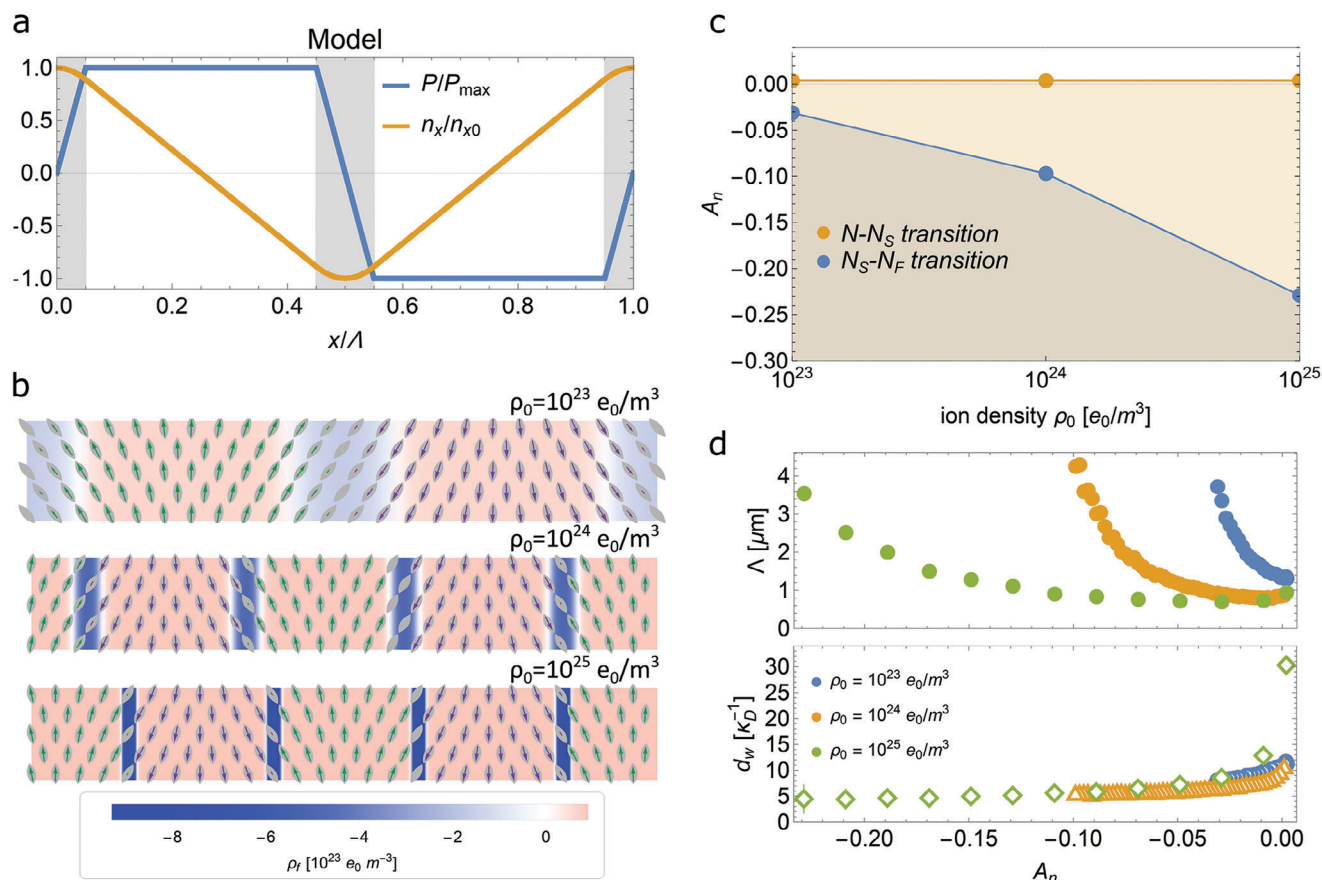 a
Model
1.0
0.5
0.0
-0.5
-1.0
P/Pmax
nx/nx0
0.0 0.2 0.4 0.6 0.8 1.0
x/Λ
b
ρ0=10^23 e0/m^3
ρ0=10^24 e0/m^3
ρ0=10^25 e0/m^3
−8 −6 −4 −2 0
ρf [10^23 e0 m^−3]
c
0.00
−0.05
−0.10
−0.15
−0.20
−0.25
−0.30
An
N-NS transition
NS-NF transition
10^23 10^24 10^25
ion density ρ0 [e0/m^3]
d
4
3
2
1
0
Λ [μm]
30
25
20
15
10
5
0
dw [κD^−1]
ρ0 = 10^23 e0/m^3
ρ0 = 10^24 e0/m^3
ρ0 = 10^25 e0/m^3
−0.20 −0.15 −0.10 −0.05 0.00
An